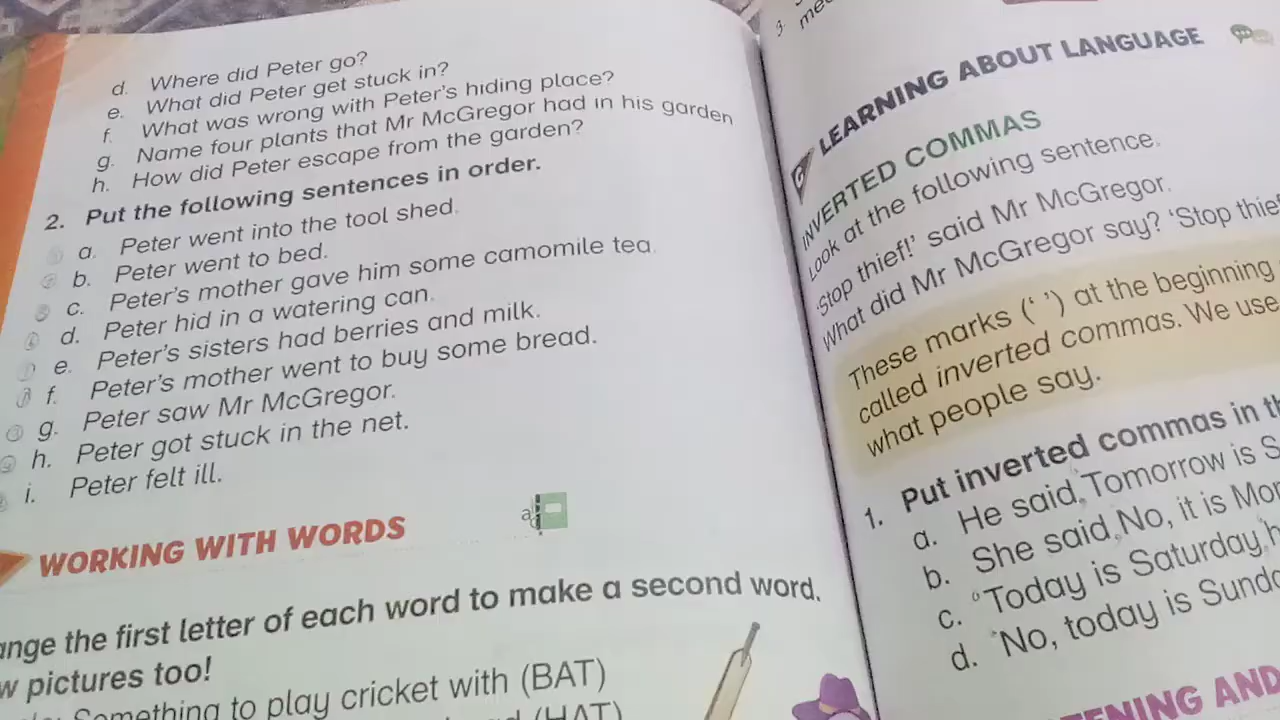 d. Where did Peter go?
e. What did Peter get stuck in?
f. What was wrong with Peter's hiding place?
g. Name four plants that Mr McGregor had in his garden
h. How did Peter escape from the garden?
2. Put the following sentences in order.
a. Peter went into the tool shed.
b. Peter went to bed.
c. Peter's mother gave him some camomile tea.
d. Peter hid in a watering can.
e. Peter's sisters had berries and milk.
f. Peter's mother went to buy some bread.
g. Peter saw Mr McGregor.
h. Peter got stuck in the net.
i. Peter felt ill.
WORKING WITH WORDS
the first letter of each word to make a second word.
pictures too!
Something to play cricket with (BAT)
(HAT)
3.
LEARNING ABOUT LANGUAGE
INVERTED COMMAS
Look at the following sentence.
'Stop thief!' said Mr McGregor.
What did Mr McGregor say? 'Stop
These marks (' ') at the beginning
called inverted commas. We use
what people say.
1. Put inverted commas in
a. He said, Tomorrow is
b. She said, No, it is
c. 'Today is Saturday,
d. 'No, today is
AND